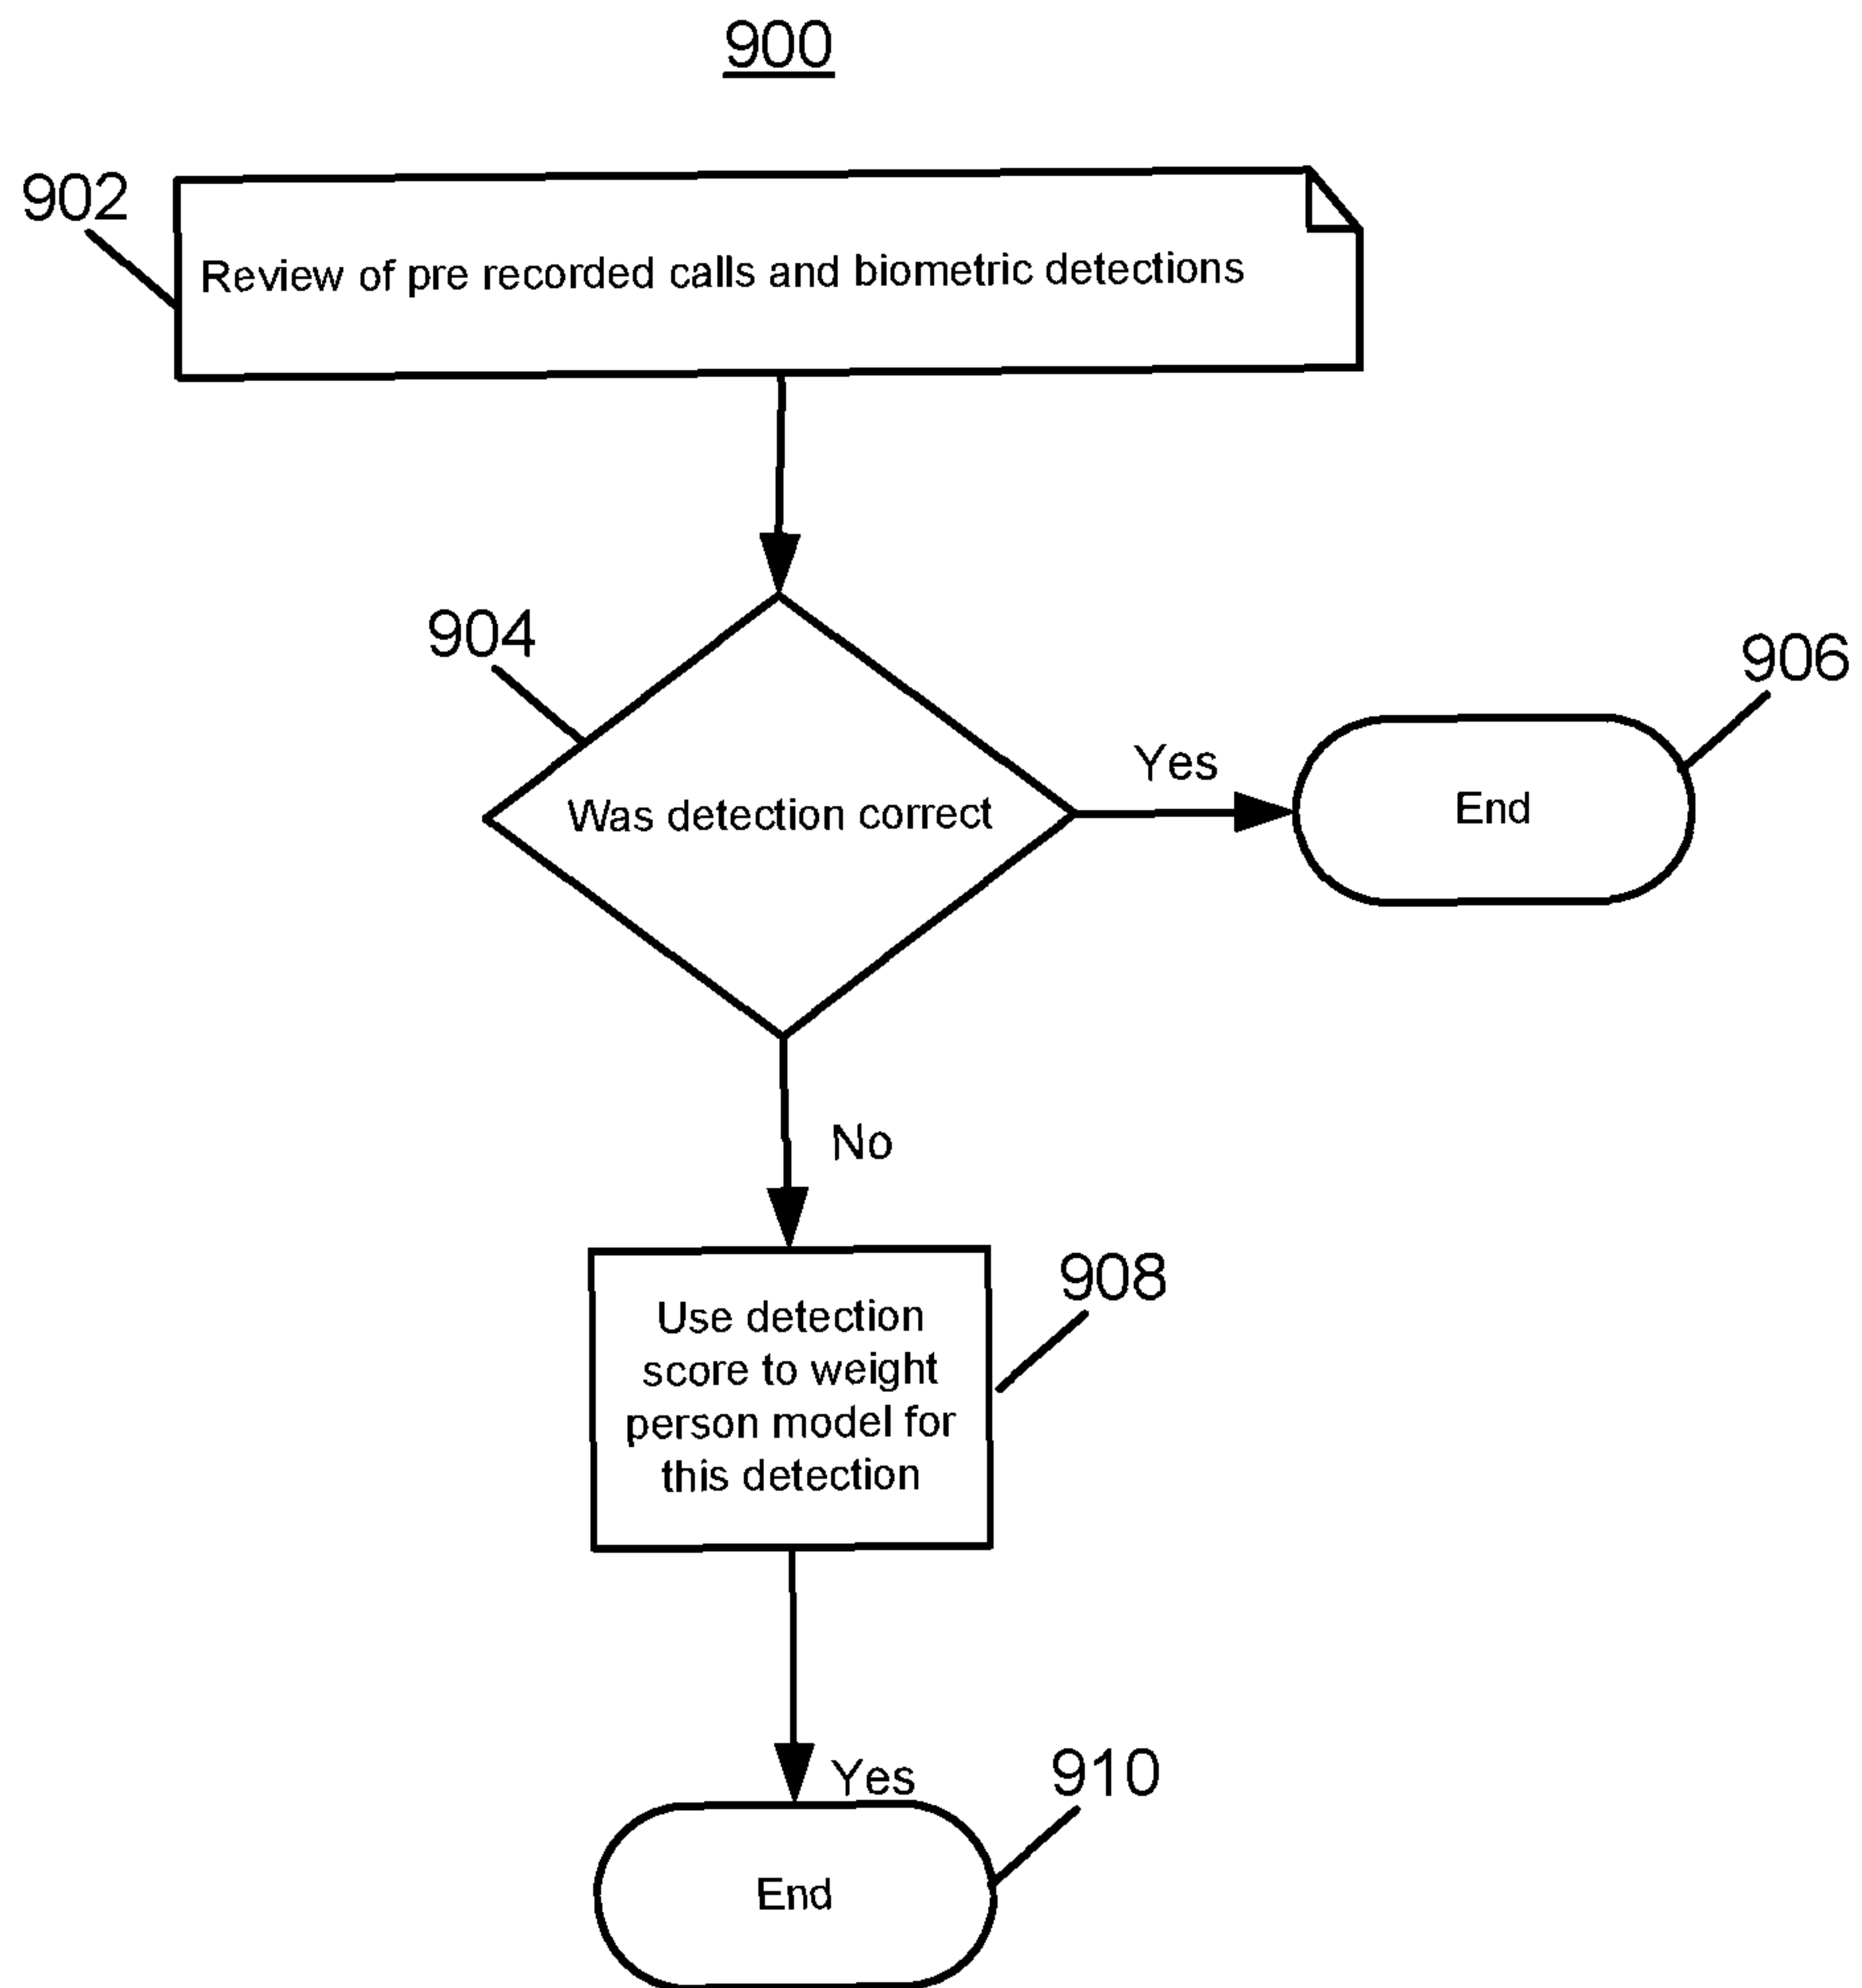 900
902
Review of pre recorded calls and biometric detections
904
906
Yes
Was detection correct
End
No
908
Use detection
score to weight
person model for
this detection
910
Yes
End